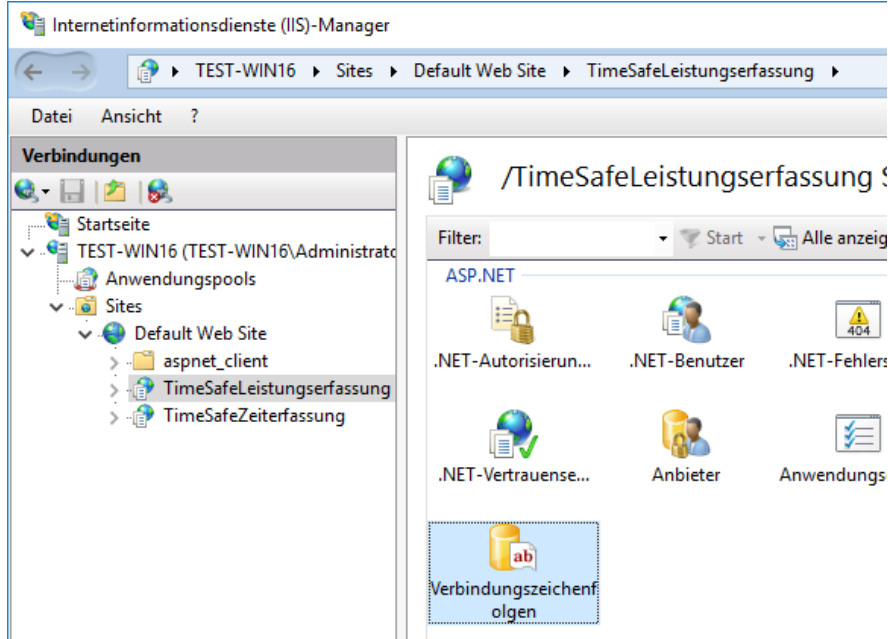 Internetinformationsdienste (IIS)-Manager
TEST-WIN16 Sites Default Web Site TimeSafeLeistungserfassung
Datei Ansicht ?
Verbindungen
Startseite
TEST-WIN16 (TEST-WIN16\Administrato
Anwendungspools
Sites
Default Web Site
aspnet_client
TimeSafeLeistungserfassung
TimeSafeZeiterfassung
/TimeSafeLeistungserfassung S
Filter: Start Alle anzeig
ASP.NET
404
.NET-Autorisierun... .NET-Benutzer .NET-Fehlers
.NET-Vertrauense... Anbieter Anwendungse
ab
Verbindungszeichenf
olgen